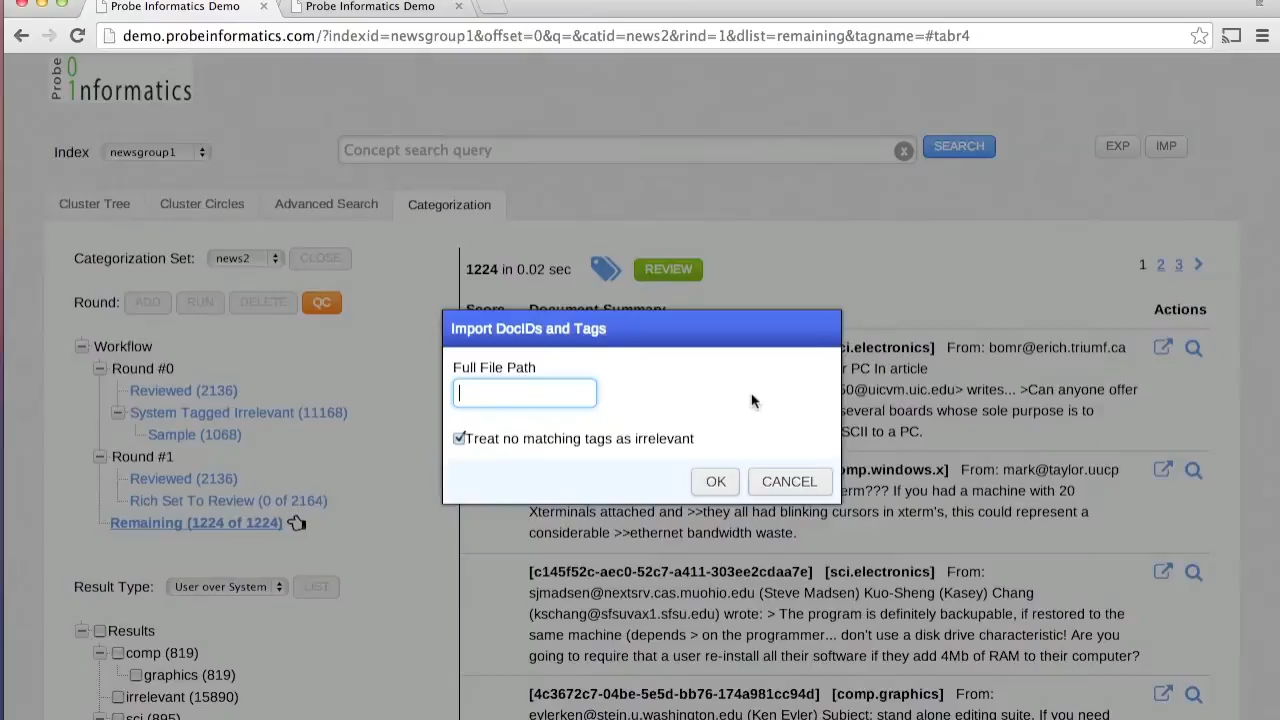 Probe Informatics Demo × Probe Informatics Demo ×
demo.probeinformatics.com/?indexid=newsgroup1&offset=0&q=&catid=news2&rind=1&dlist=remaining&tagname=#tabr4
Probe 01nformatics
Index newsgroup1 Concept search query x SEARCH EXP IMP
Cluster Tree Cluster Circles Advanced Search Categorization
Categorization Set: news2 CLOSE
Round: ADD RUN DELETE QC
Workflow
Round #0
Reviewed (2136)
System Tagged Irrelevant (11168)
Sample (1068)
Round #1
Reviewed (2136)
Rich Set To Review (0 of 2164)
Remaining (1224 of 1224)
Result Type: User over System LIST
Results
comp (819)
graphics (819)
irrelevant (15890)
sci (895)
1224 in 0.02 sec REVIEW 1 2 3
Score Document Summary Actions
Import DocIDs and Tags
Full File Path
Treat no matching tags as irrelevant
OK CANCEL
ci.electronics] From: bomr@erich.triumf.ca
r PC In article
50@uicvm.uic.edu> writes... >Can anyone offer
several boards whose sole purpose is to
SCII to a PC.
comp.windows.x] From: mark@taylor.uucp
erm??? If you had a machine with 20
Xterminals attached and >>they all had blinking cursors in xterm's, this could represent a
considerable >>ethernet bandwidth waste.
[c145f52c-aec0-52c7-a411-303ee2cdaa7e] [sci.electronics] From:
sjmadsen@nextsrv.cas.muohio.edu (Steve Madsen) Kuo-Sheng (Kasey) Chang
(kschang@sfsuvax1.sfsu.edu) wrote: > The program is definitely backupable, if restored to the
same machine (depends > on the programmer... don't use a disk drive characteristic! Are you
going to require that a user re-install all their software if they add 4Mb of RAM to their computer?
[4c3672c7-04be-5e5d-bb76-174a981cc94d] [comp.graphics] From:
eylerken@stein.u.washington.edu (Ken Eyler) Subject: stand alone editing suite. If you need